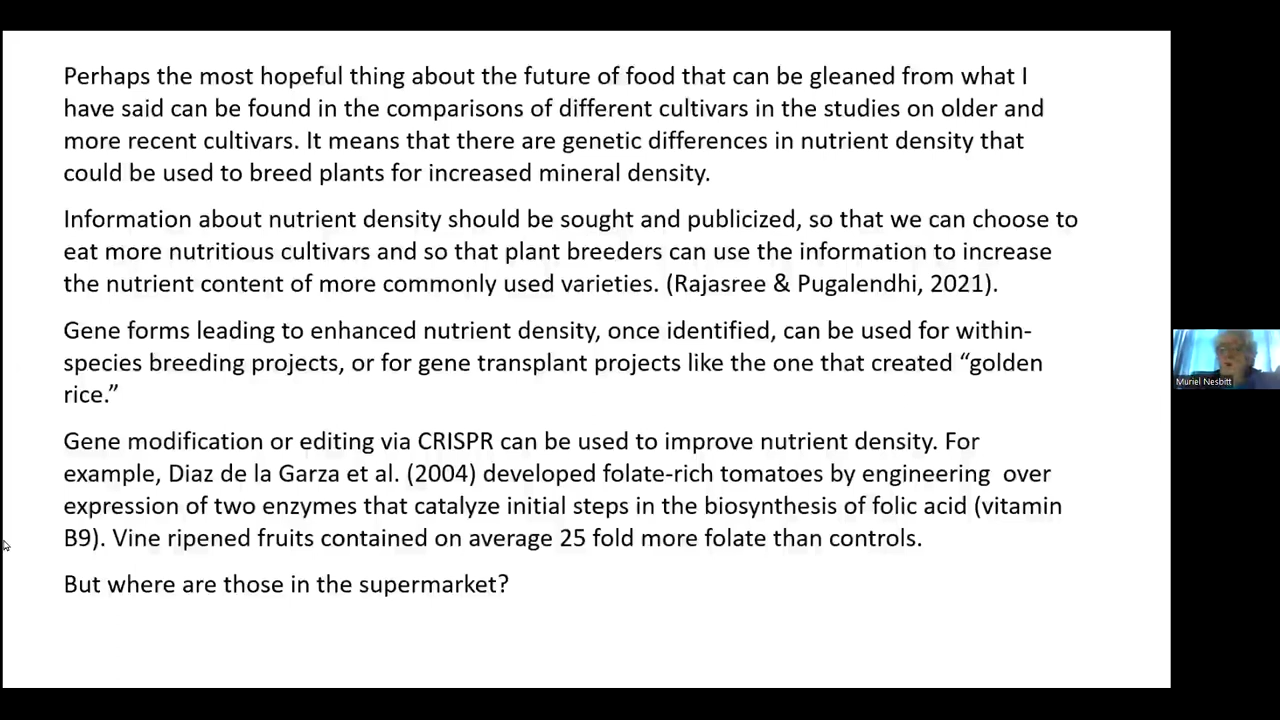 Perhaps the most hopeful thing about the future of food that can be gleaned from what I
have said can be found in the comparisons of different cultivars in the studies on older and
more recent cultivars. It means that there are genetic differences in nutrient density that
could be used to breed plants for increased mineral density.
Information about nutrient density should be sought and publicized, so that we can choose to
eat more nutritious cultivars and so that plant breeders can use the information to increase
the nutrient content of more commonly used varieties. (Rajasree & Pugalendhi, 2021).
Gene forms leading to enhanced nutrient density, once identified, can be used for within-
species breeding projects, or for gene transplant projects like the one that created “golden
rice.”
Gene modification or editing via CRISPR can be used to improve nutrient density. For
example, Diaz de la Garza et al. (2004) developed folate-rich tomatoes by engineering  over
expression of two enzymes that catalyze initial steps in the biosynthesis of folic acid (vitamin
B9). Vine ripened fruits contained on average 25 fold more folate than controls.
But where are those in the supermarket?
Muriel Nesbitt